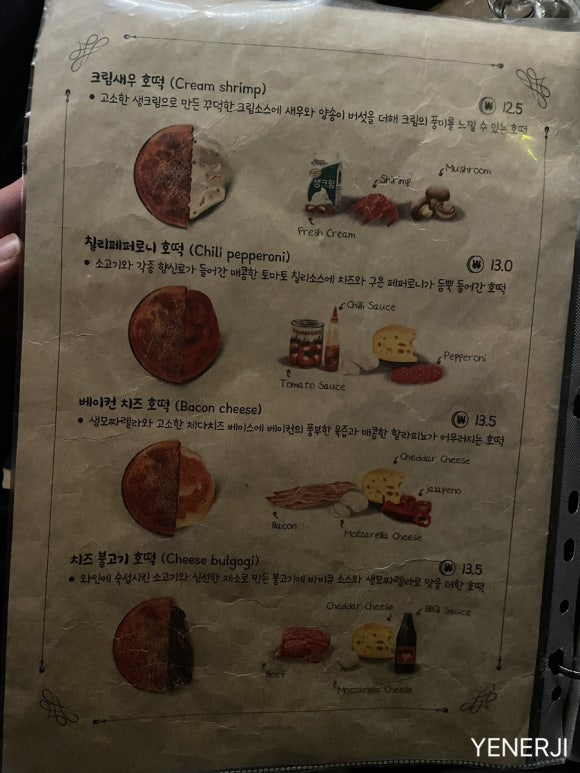 크림새우 호떡 (Cream shrimp)
₩ 12.5
• 고소한 생크림으로 만든 꾸덕한 크림소스에 새우와 양송이 버섯을 더해 크림의 풍미를 느낄 수 있는 호떡
생크림
Shrimp
Mushroom
Fresh Cream
칠리페퍼로니 호떡 (Chili pepperoni)
₩ 13.0
• 소고기와 각종 향신료가 들어간 매콤한 토마토 칠리소스에 치즈와 구운 페퍼로니가 듬뿍 들어간 호떡
Chilli Sauce
TOMATOES
Pepperoni
Tomato Sauce
베이컨 치즈 호떡 (Bacon cheese)
₩ 13.5
• 생모짜렐라와 고소한 체다치즈 베이스에 베이컨의 풍부한 육즙과 매콤한 할라피뇨가 어우러지는 호떡
Cheddar Cheese
jalapeno
Bacon
Mozzarella Cheese
치즈 불고기 호떡 (Cheese bulgogi)
₩ 13.5
• 와인에 숙성시킨 소고기와 신선한 채소로 만든 불고기에 바비큐 소스와 생모짜렐라로 맛을 더한 호떡
Cheddar Cheese
BBQ Sauce
Beef
Mozzarella Cheese
YENERJI